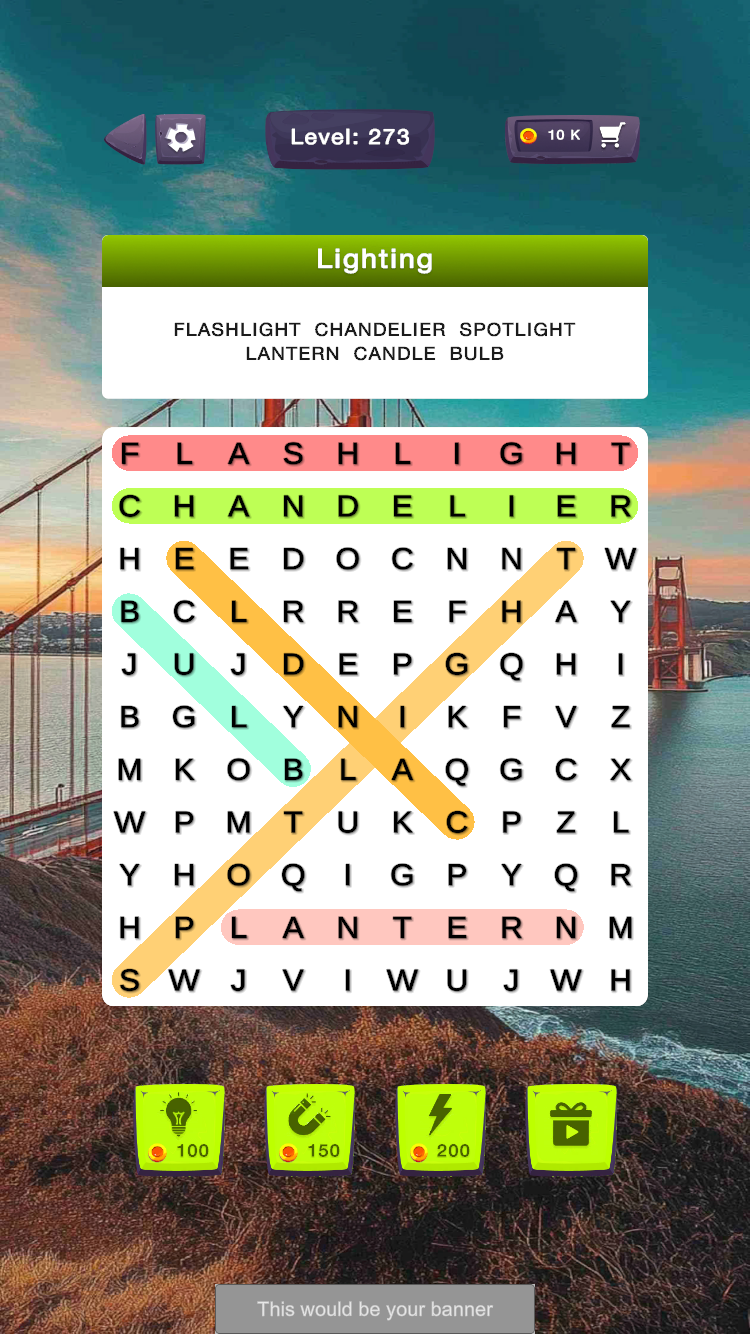 Level: 273
10 K
Lighting
FLASHLIGHT CHANDELIER SPOTLIGHT
LANTERN CANDLE BULB
F L A S H L I G H T
C H A N D E L I E R
H E E D O C N N T W
B C L R R E F H A Y
J U J D E P G Q H I
B G L Y N I K F V Z
M K O B L A Q G C X
W P M T U K C P Z L
Y H O Q I G P Y Q R
H P L A N T E R N M
S W J V I W U J W H
100 150 200
This would be your banner